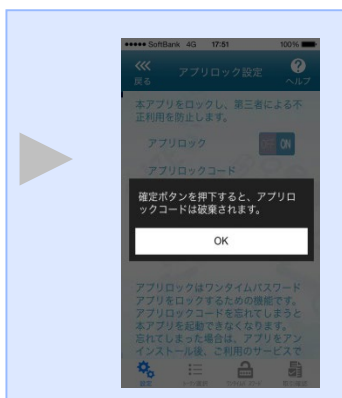 SoftBank 4G 17:51 100%
戻る アプリロック設定 ? ヘルプ
本アプリをロックし、第三者による不
正利用を防止します。
アプリロック ON
アプリロックコード
確定ボタンを押下すると、アプリロ
ックコードは破棄されます。
OK
アプリロックはワンタイムパスワード
アプリをロックするための機能です。
アプリロックコードを忘れてしまうと
本アプリを起動できなくなります。
忘れてしまった場合は、アプリをアン
インストール後、ご利用のサービスで
設定